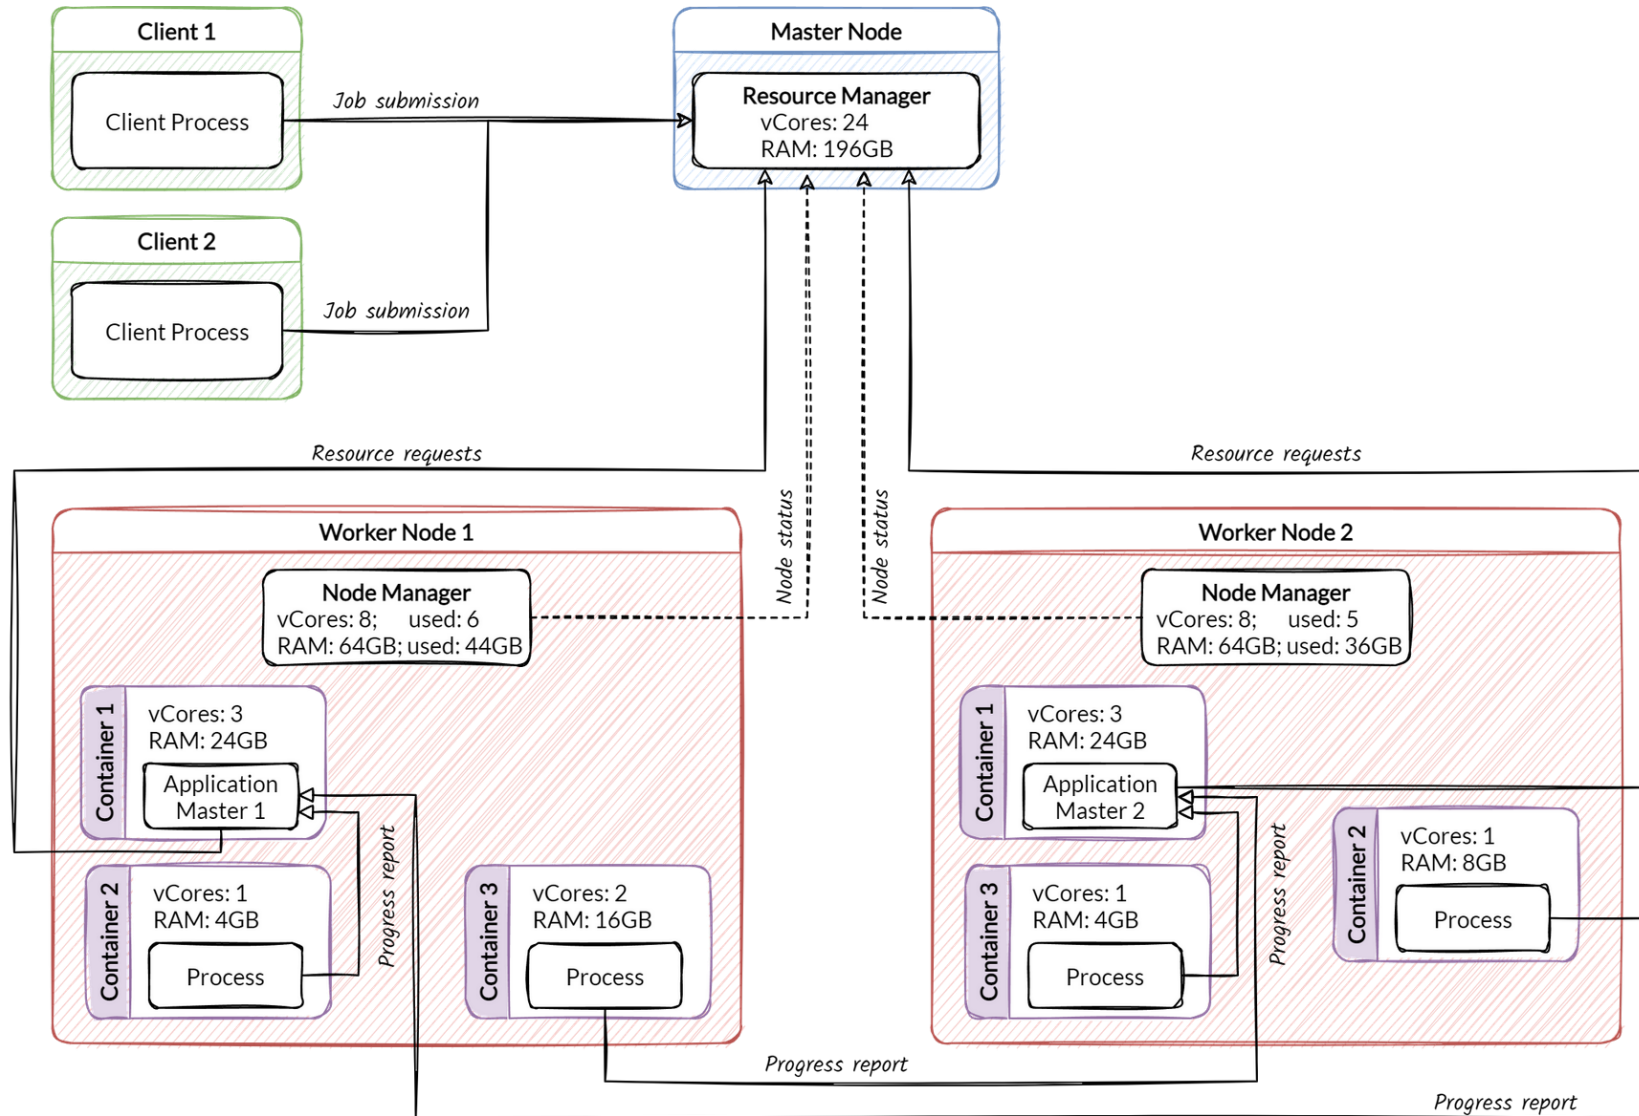 Client 1
Client Process
Job submission
Master Node
Resource Manager
vCores: 24
RAM: 196GB
Client 2
Client Process
Job submission
Resource requests
Resource requests
Node status
Node status
Worker Node 1
Node Manager
vCores: 8; used: 6
RAM: 64GB; used: 44GB
Container 1
vCores: 3
RAM: 24GB
Application
Master 1
Progress report
Container 2
vCores: 1
RAM: 4GB
Process
Container 3
vCores: 2
RAM: 16GB
Process
Worker Node 2
Node Manager
vCores: 8; used: 5
RAM: 64GB; used: 36GB
Container 1
vCores: 3
RAM: 24GB
Application
Master 2
Progress report
Container 2
vCores: 1
RAM: 8GB
Process
Container 3
vCores: 1
RAM: 4GB
Process
Progress report
Progress report